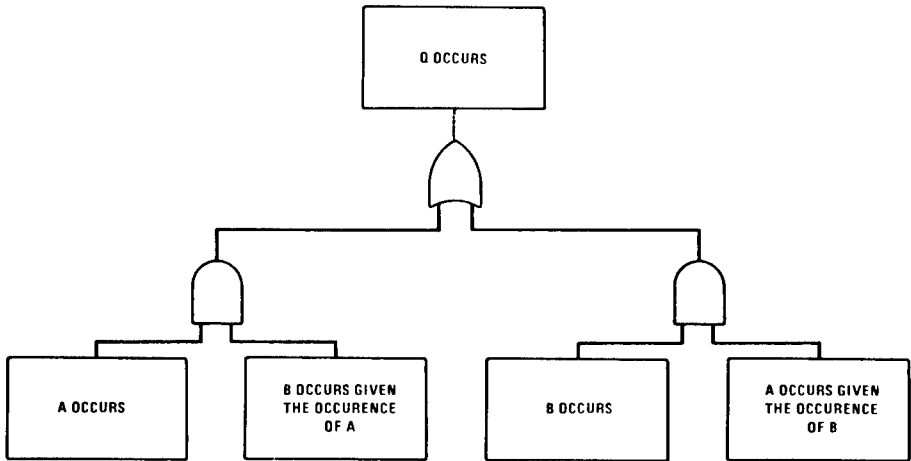 Q OCCURS
A OCCURS
B OCCURS GIVEN
THE OCCURENCE
OF A
B OCCURS
A OCCURS GIVEN
THE OCCURENCE
OF B